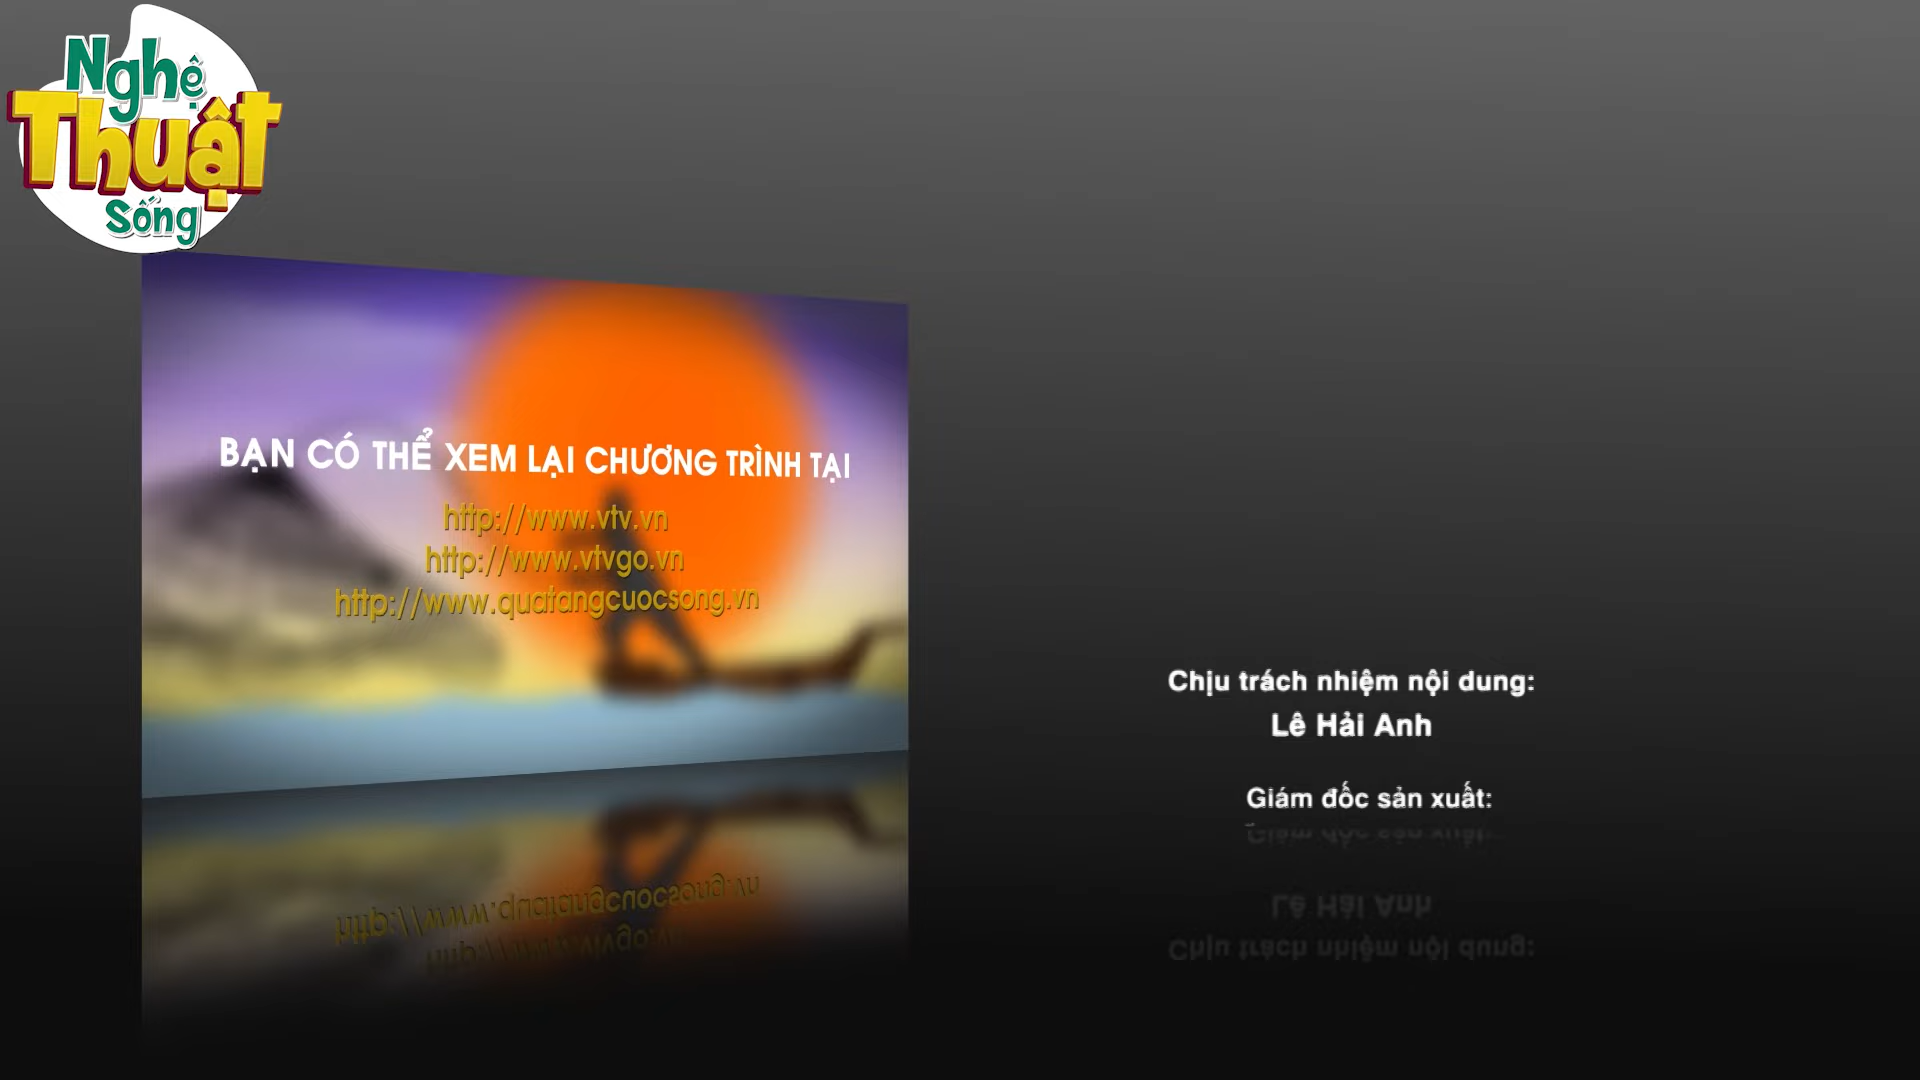 Nghệ
Thuật
Sống
BẠN CÓ THỂ XEM LẠI CHƯƠNG TRÌNH TẠI
http://www.vtv.vn
http://www.vtvgo.vn
http://www.quatangcuocsong.vn
Chịu trách nhiệm nội dung:
Lê Hải Anh
Giám đốc sản xuất: